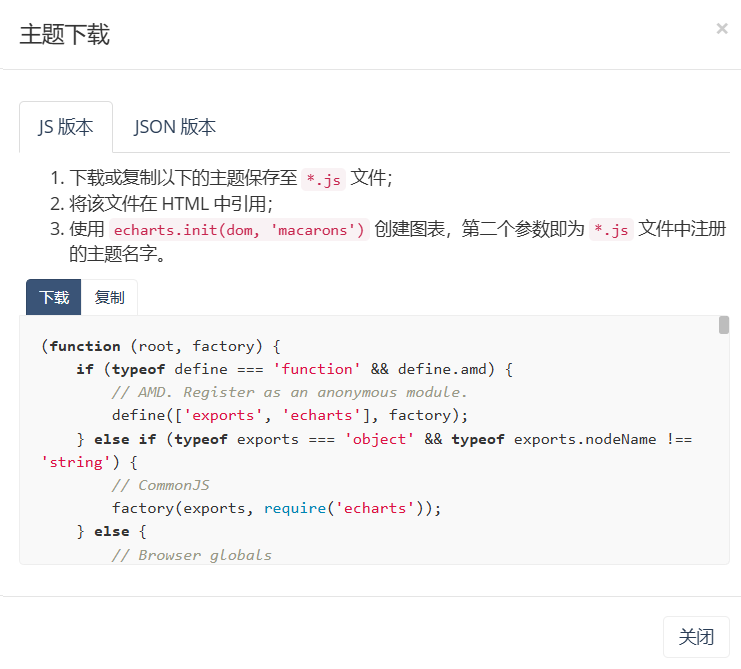 主题下载
×
JS 版本 JSON 版本
1. 下载或复制以下的主题保存至 *.js 文件；
2. 将该文件在 HTML 中引用；
3. 使用 echarts.init(dom, 'macarons') 创建图表，第二个参数即为 *.js 文件中注册
的主题名字。
下载 复制
(function (root, factory) {
    if (typeof define === 'function' && define.amd) {
        // AMD. Register as an anonymous module.
        define(['exports', 'echarts'], factory);
    } else if (typeof exports === 'object' && typeof exports.nodeName !==
'string') {
        // CommonJS
        factory(exports, require('echarts'));
    } else {
        // Browser globals
关闭